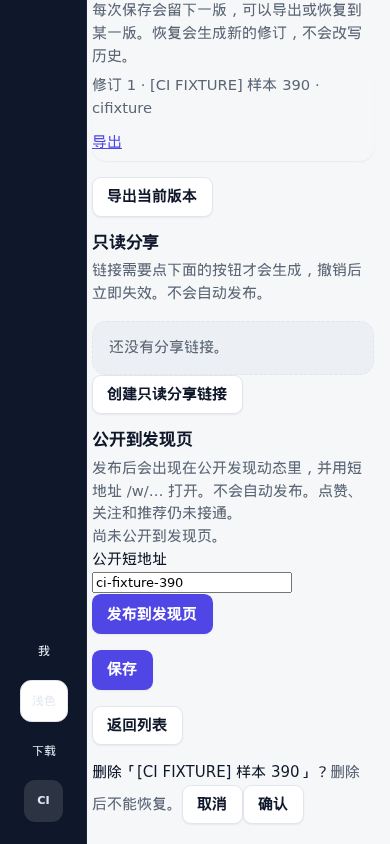 每次保存会留下一版，可以导出或恢复到
某一版。恢复会生成新的修订，不会改写
历史。
修订 1 · [CI FIXTURE] 样本 390 ·
cifixture
导出
导出当前版本
只读分享
链接需要点下面的按钮才会生成，撤销后
立即失效。不会自动发布。
还没有分享链接。
创建只读分享链接
公开到发现页
发布后会出现在公开发现动态里，并用短
地址 /w/… 打开。不会自动发布。点赞、
关注和推荐仍未接通。
尚未公开到发现页。
公开短地址
ci-fixture-390
发布到发现页
保存
返回列表
删除「[CI FIXTURE] 样本 390」？删除
后不能恢复。 取消 确认
我
浅色
下载
CI